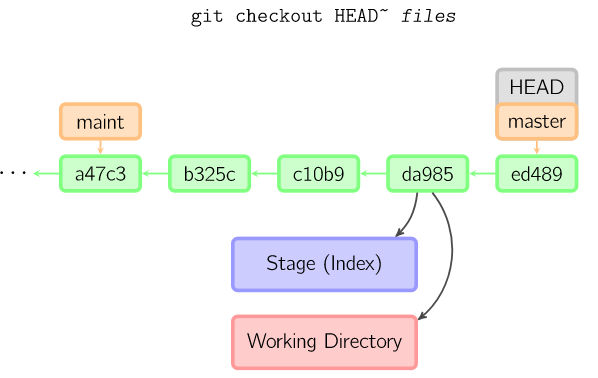 git checkout HEAD~ files
HEAD
maint
master
... a47c3 b325c c10b9 da985 ed489
Stage (Index)
Working Directory